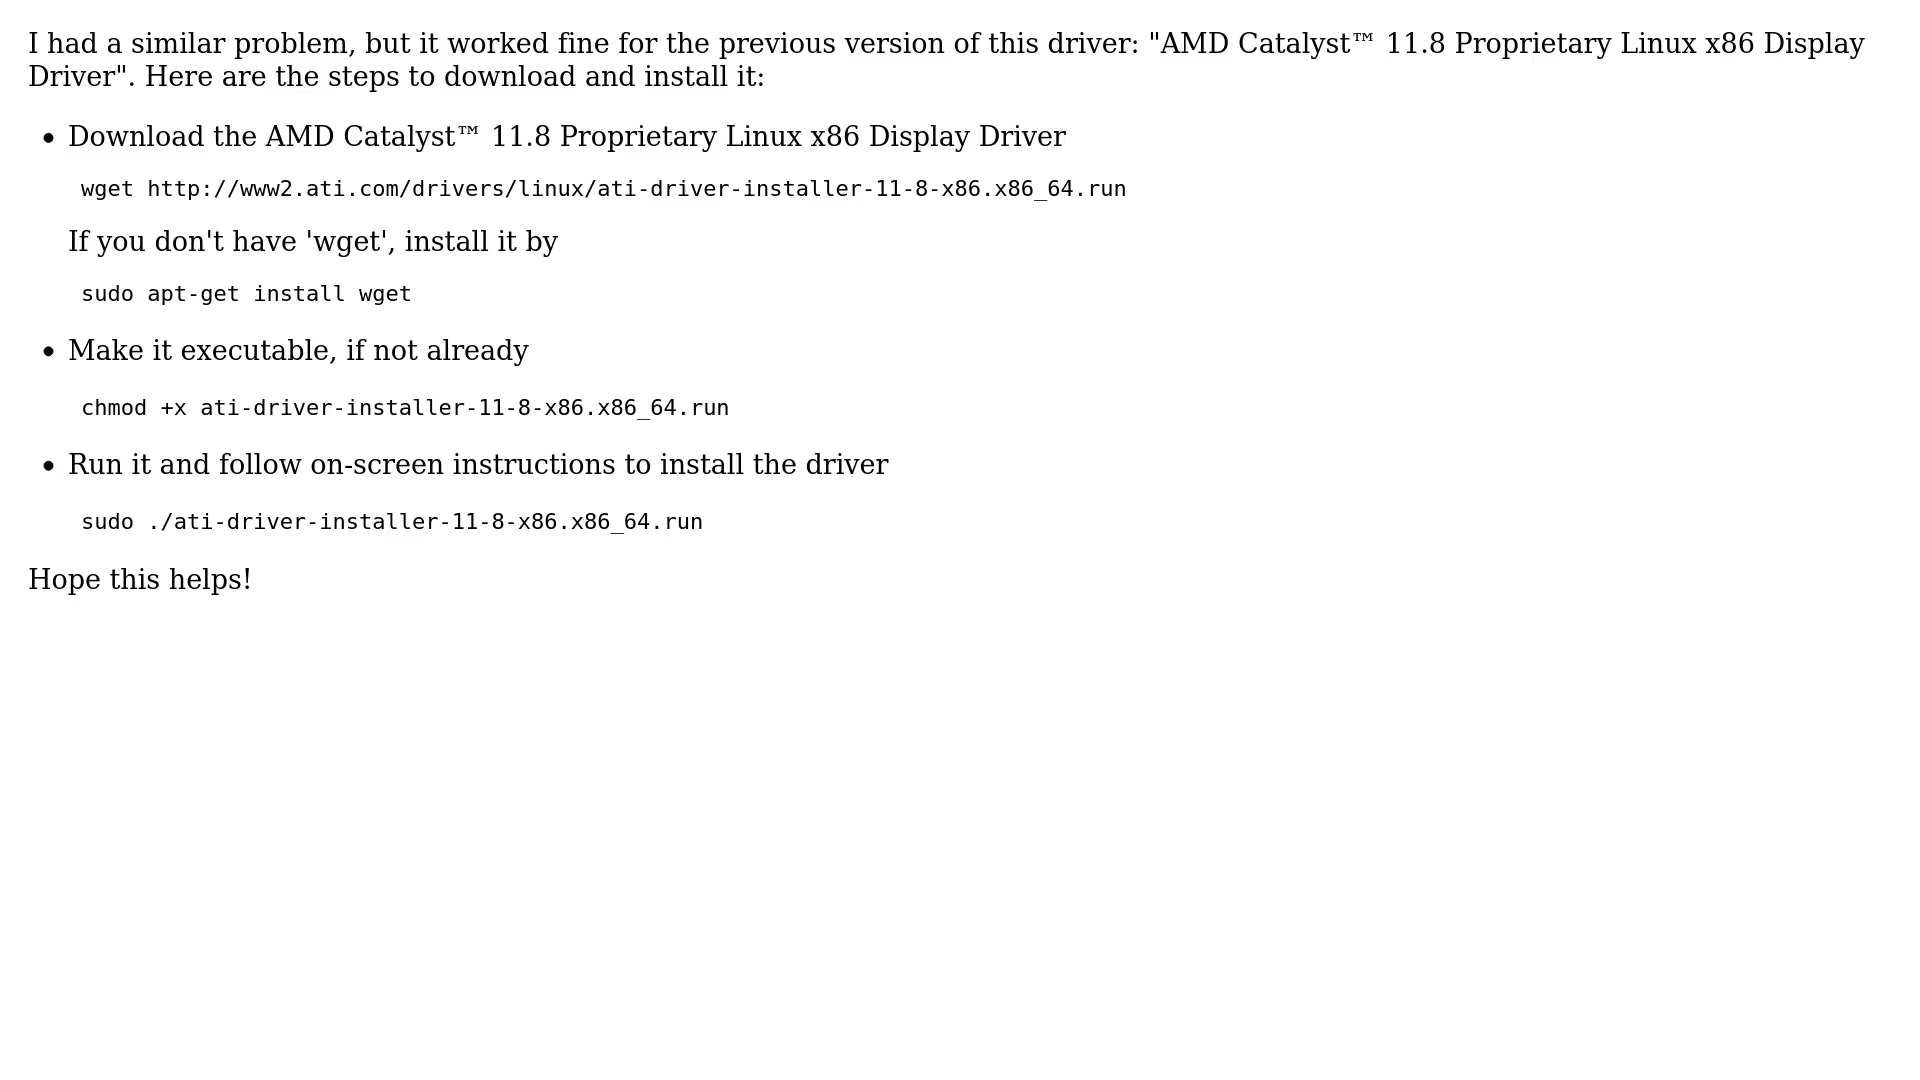 I had a similar problem, but it worked fine for the previous version of this driver: "AMD Catalyst™ 11.8 Proprietary Linux x86 Display
Driver". Here are the steps to download and install it:
• Download the AMD Catalyst™ 11.8 Proprietary Linux x86 Display Driver
wget http://www2.ati.com/drivers/linux/ati-driver-installer-11-8-x86.x86_64.run
If you don't have 'wget', install it by
sudo apt-get install wget
• Make it executable, if not already
chmod +x ati-driver-installer-11-8-x86.x86_64.run
• Run it and follow on-screen instructions to install the driver
sudo ./ati-driver-installer-11-8-x86.x86_64.run
Hope this helps!